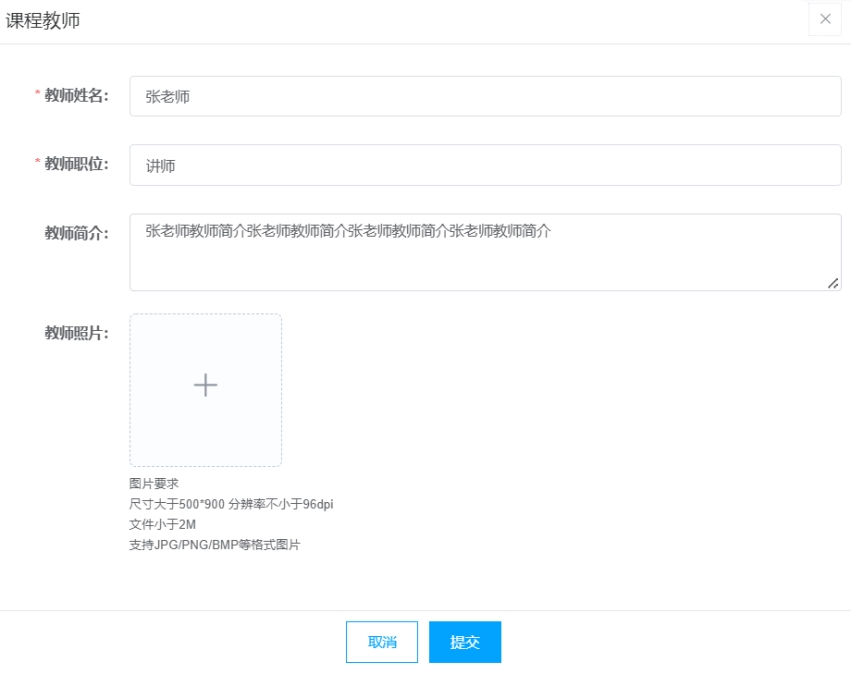 课程教师
* 教师姓名: 张老师
* 教师职位: 讲师
教师简介: 张老师教师简介张老师教师简介张老师教师简介张老师教师简介
教师照片:
图片要求
尺寸大于500*900 分辨率不小于96dpi
文件小于2M
支持JPG/PNG/BMP等格式图片
取消 提交